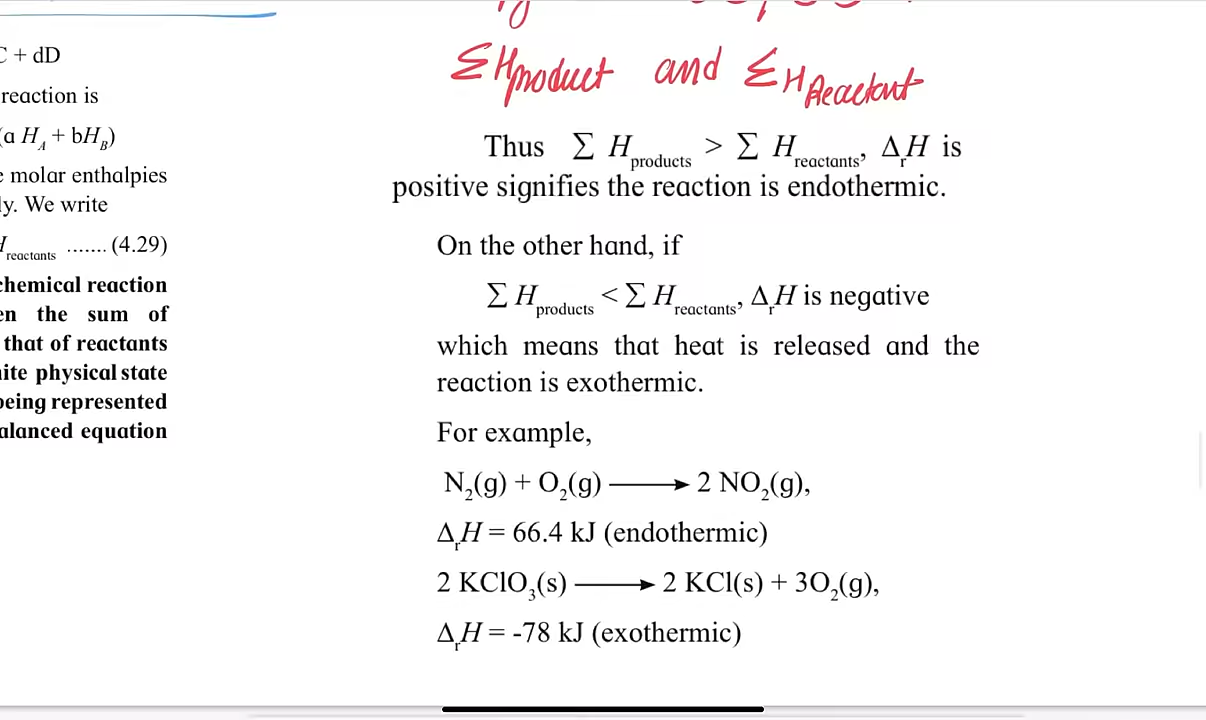 C + dD
reaction is
(a H_A + bH_B)
e molar enthalpies
ly. We write
H_reactants ....... (4.29)
chemical reaction
en the sum of
that of reactants
nite physical state
being represented
alanced equation
ΣH_product and ΣH_Reactant
Thus Σ H_products > Σ H_reactants, Δ_rH is
positive signifies the reaction is endothermic.
On the other hand, if
Σ H_products < Σ H_reactants, Δ_rH is negative
which means that heat is released and the
reaction is exothermic.
For example,
N₂(g) + O₂(g) ⟶ 2 NO₂(g),
Δ_rH = 66.4 kJ (endothermic)
2 KClO₃(s) ⟶ 2 KCl(s) + 3O₂(g),
Δ_rH = -78 kJ (exothermic)